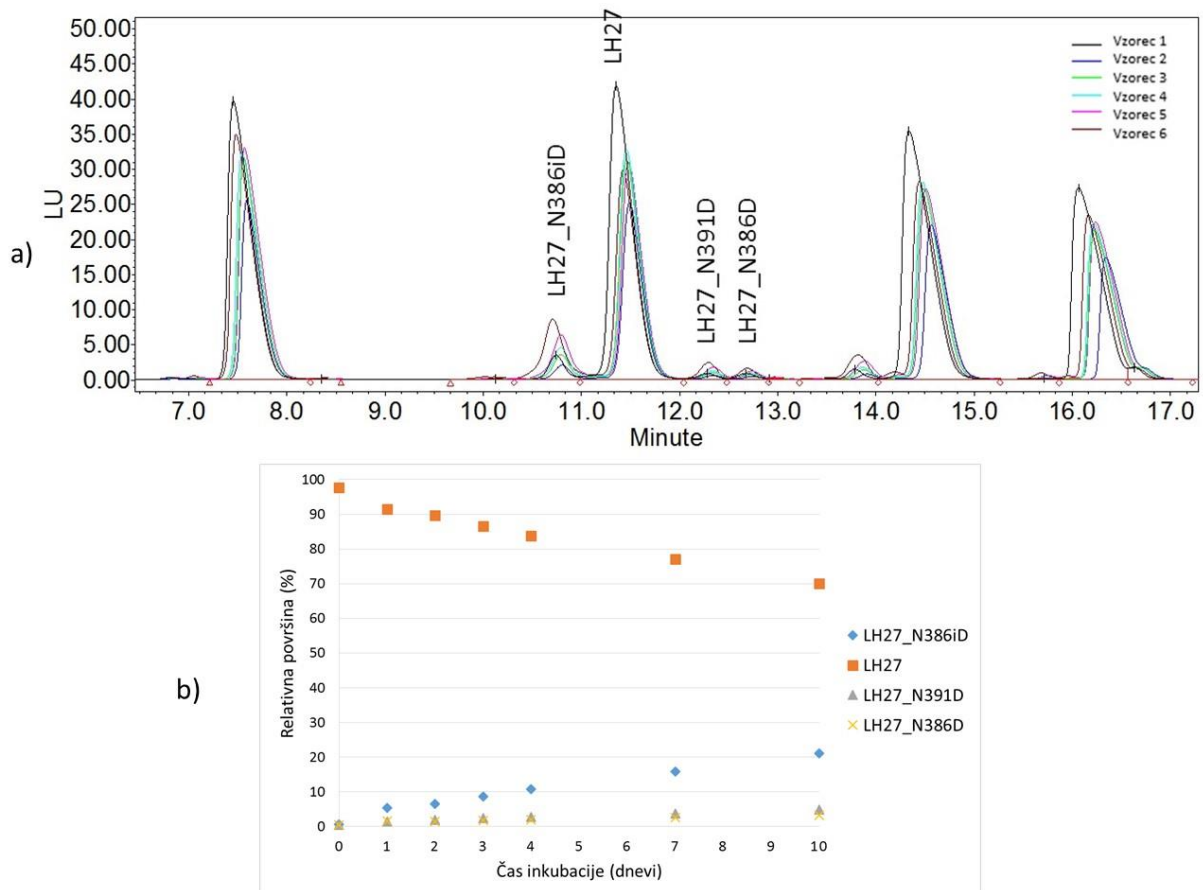 a)
LU
50.00
45.00
40.00
35.00
30.00
25.00
20.00
15.00
10.00
5.00
0.00
LH27_N386iD
LH27
LH27_N391D
LH27_N386D
Vzorec 1
Vzorec 2
Vzorec 3
Vzorec 4
Vzorec 5
Vzorec 6
7.0 8.0 9.0 10.0 11.0 12.0 13.0 14.0 15.0 16.0 17.0
Minute
b)
Relativna površina (%)
100
90
80
70
60
50
40
30
20
10
0
0 1 2 3 4 5 6 7 8 9 10
Čas inkubacije (dnevi)
LH27_N386iD
LH27
LH27_N391D
LH27_N386D